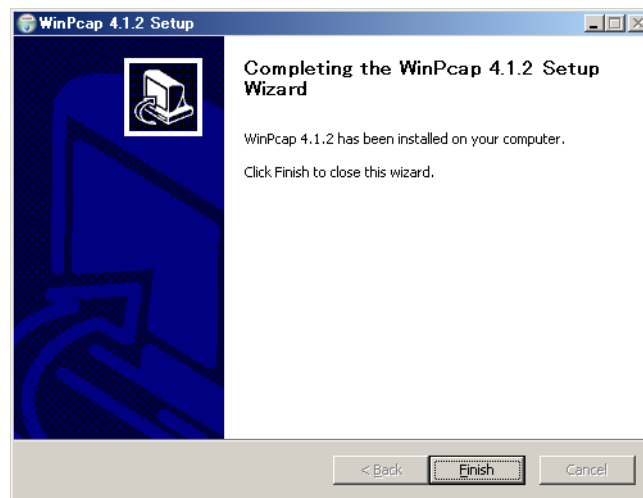 WinPcap 4.1.2 Setup
Completing the WinPcap 4.1.2 Setup
Wizard
WinPcap 4.1.2 has been installed on your computer.
Click Finish to close this wizard.
< Back
Finish
Cancel